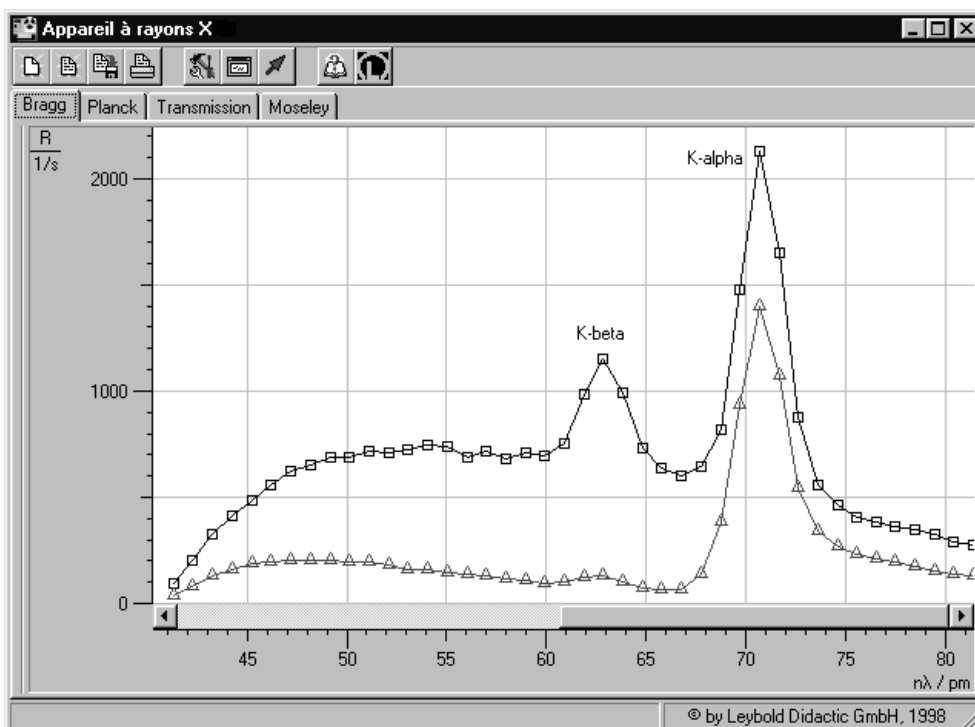 Appareil à rayons X
Bragg Planck Transmission Moseley
R
1/s
2000
K-alpha
K-beta
1000
0
45 50 55 60 65 70 75 80
nλ / pm
© by Leybold Didactic GmbH, 1998